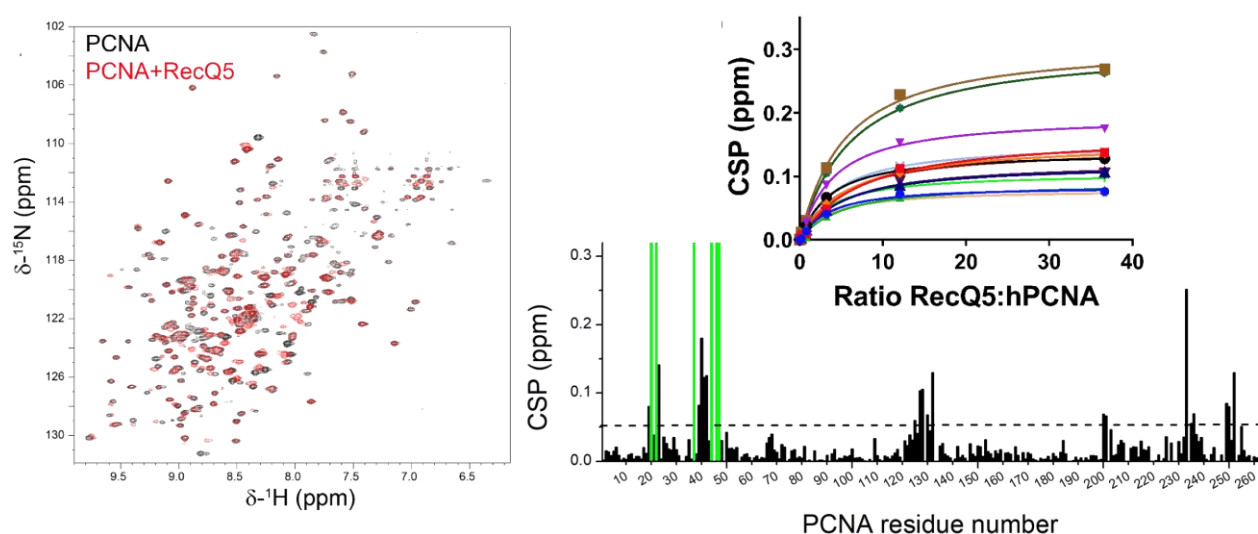 PCNA
PCNA+RecQ5
102
106
110
114
118
122
126
130
δ-¹⁵N (ppm)
9.5 9.0 8.5 8.0 7.5 7.0 6.5
δ-¹H (ppm)
0.3
0.2
0.1
0.0
CSP (ppm)
0 10 20 30 40
Ratio RecQ5:hPCNA
0.3
0.2
0.1
0.0
CSP (ppm)
10 20 30 40 50 60 70 80 90 100 110 120 130 140 150 160 170 180 190 200 210 220 230 240 250 260
PCNA residue number